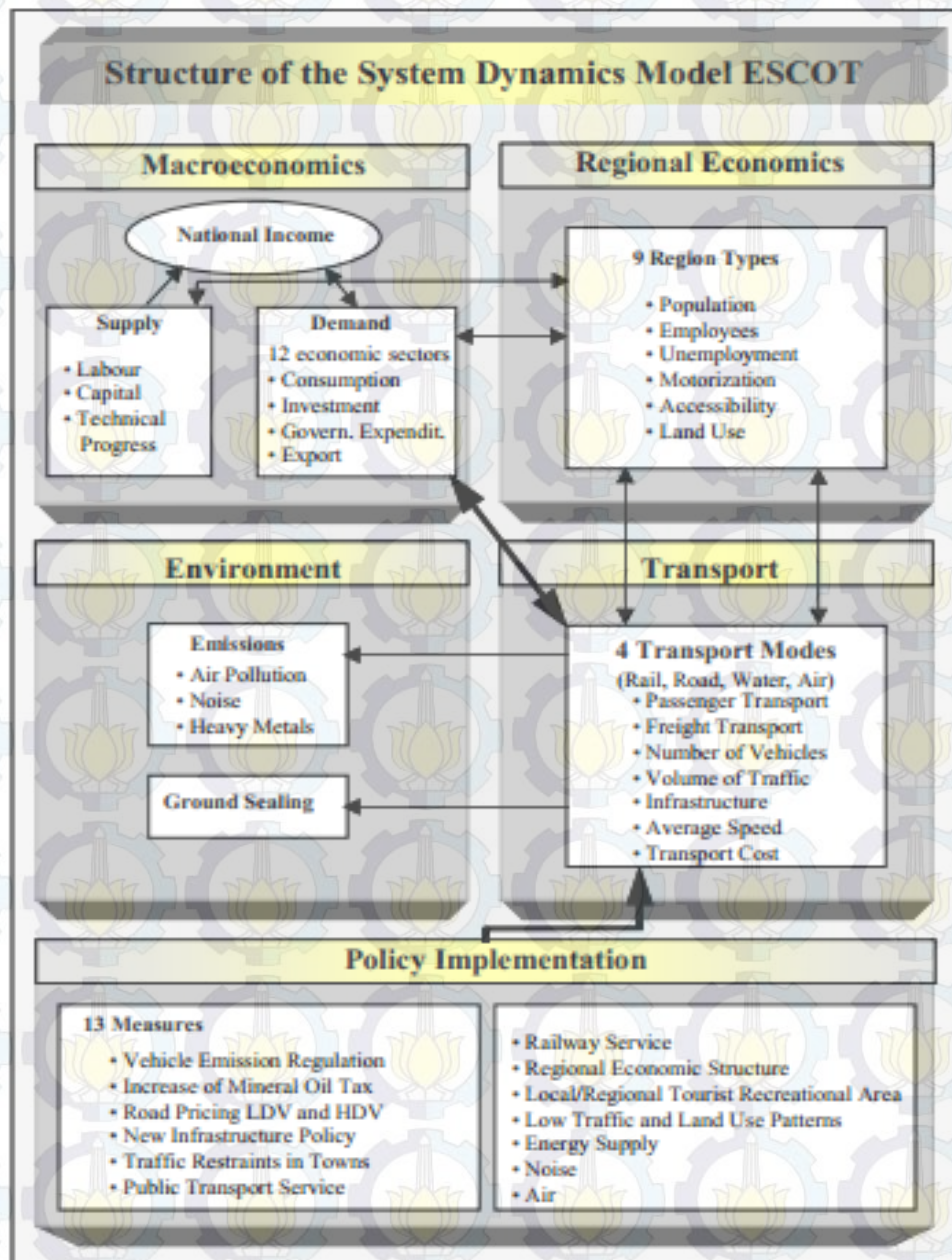 Structure of the System Dynamics Model ESCOT
Macroeconomics
National Income
Supply
• Labour
• Capital
• Technical
Progress
Demand
12 economic sectors
• Consumption
• Investment
• Govern. Expendit.
• Export
Regional Economics
9 Region Types
• Population
• Employees
• Unemployment
• Motorization
• Accessibility
• Land Use
Environment
Emissions
• Air Pollution
• Noise
• Heavy Metals
Ground Sealing
Transport
4 Transport Modes
(Rail, Road, Water, Air)
• Passenger Transport
• Freight Transport
• Number of Vehicles
• Volume of Traffic
• Infrastructure
• Average Speed
• Transport Cost
Policy Implementation
13 Measures
• Vehicle Emission Regulation
• Increase of Mineral Oil Tax
• Road Pricing LDV and HDV
• New Infrastructure Policy
• Traffic Restraints in Towns
• Public Transport Service
• Railway Service
• Regional Economic Structure
• Local/Regional Tourist Recreational Area
• Low Traffic and Land Use Patterns
• Energy Supply
• Noise
• Air